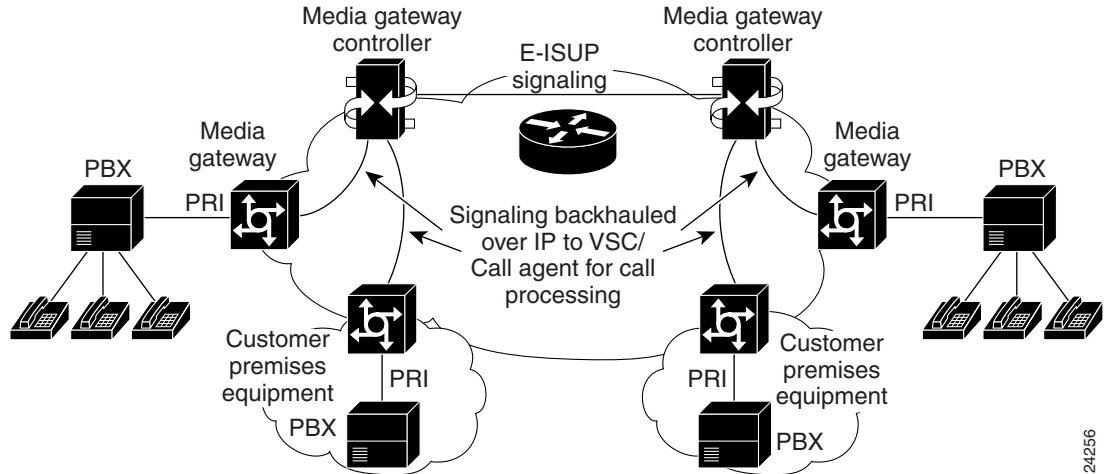 Media gateway
controller
Media gateway
controller
E-ISUP
signaling
Media
gateway
Media
gateway
PBX
PBX
PRI
PRI
Signaling backhauled
over IP to VSC/
Call agent for call
processing
Customer
premises
equipment
Customer
premises
equipment
PRI
PRI
PBX
PBX
24256